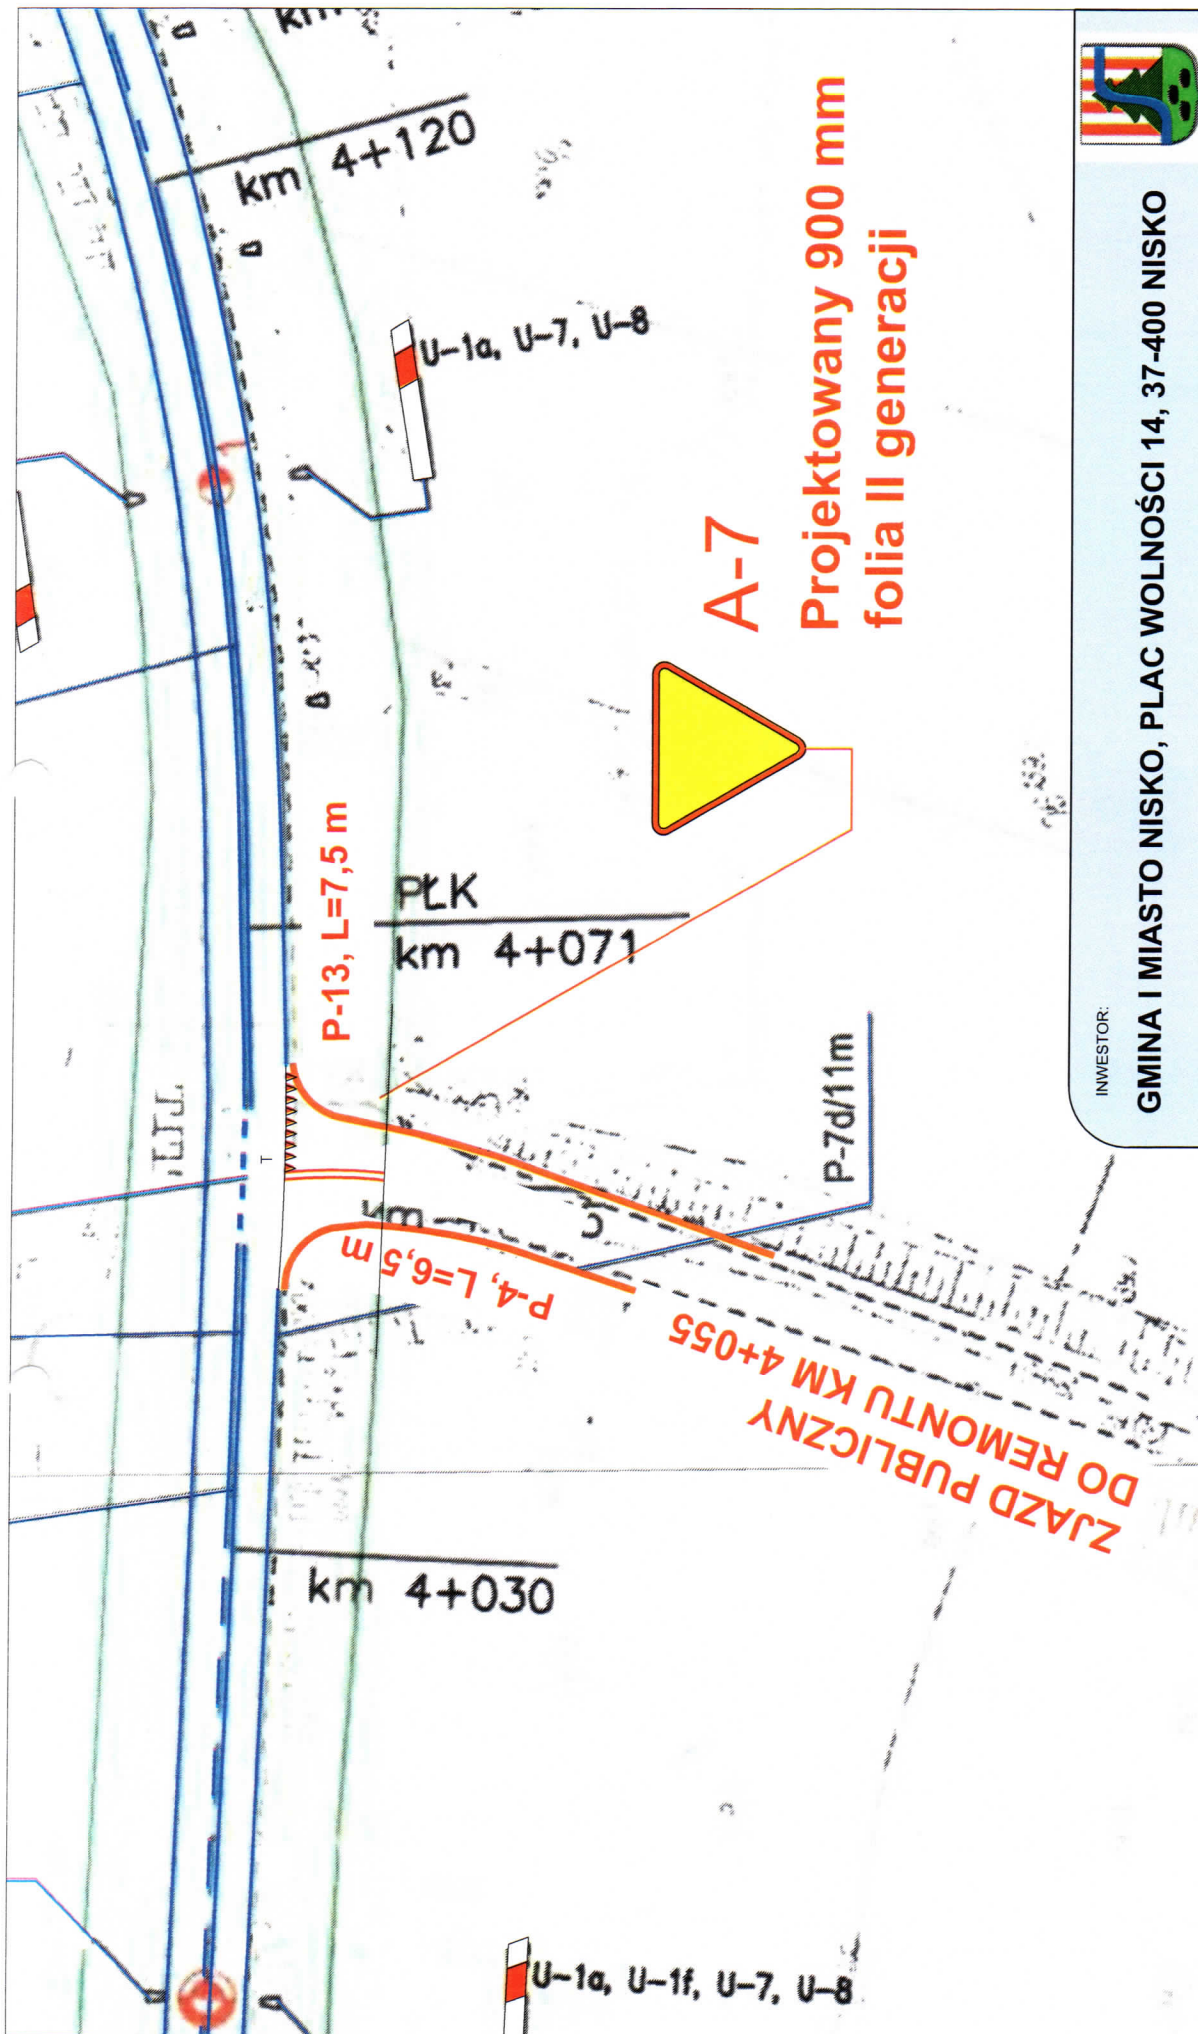 km 4+120
U-1a, U-7, U-8
A-7
Projektowany 900 mm
folia II generacji
P-13, L=7,5 m
PŁK
km 4+071
T
P-7d/11m
P-4, L=6,5 m
ZJAZD PUBLICZNY
DO REMONTU KM 4+055
km 4+030
U-1a, U-1f, U-7, U-8
INWESTOR:
GMINA I MIASTO NISKO, PLAC WOLNOŚCI 14, 37-400 NISKO